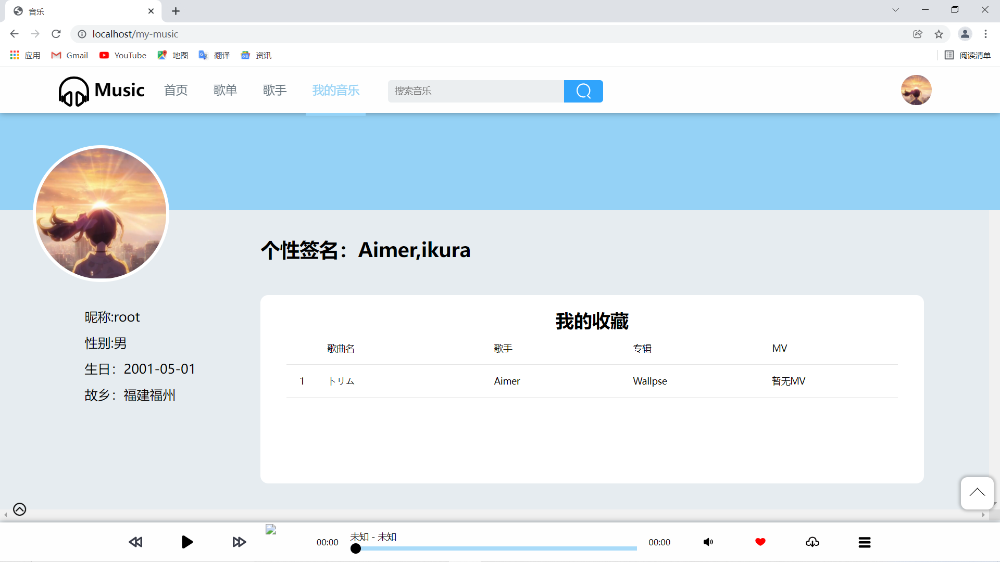 音乐
localhost/my-music
应用 Gmail YouTube 地图 翻译 资讯 阅读清单
Music 首页 歌单 歌手 我的音乐 搜索音乐
个性签名：Aimer,ikura
昵称:root
性别:男
生日：2001-05-01
故乡：福建福州
我的收藏
歌曲名 歌手 专辑 MV
1 トリム Aimer Wallpse 暂无MV
00:00 未知 - 未知 00:00